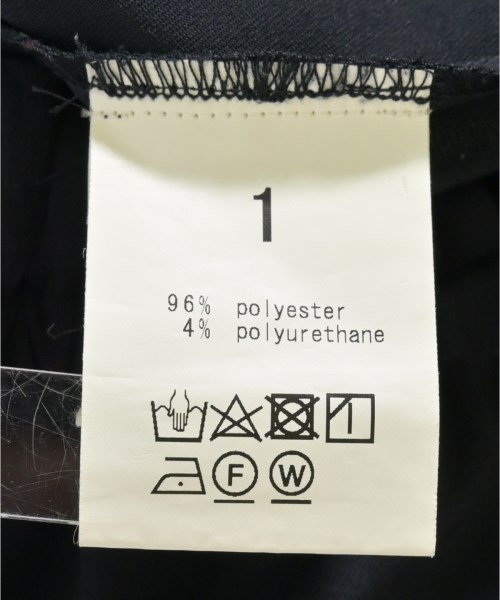 1
96% polyester
4% polyurethane
F W